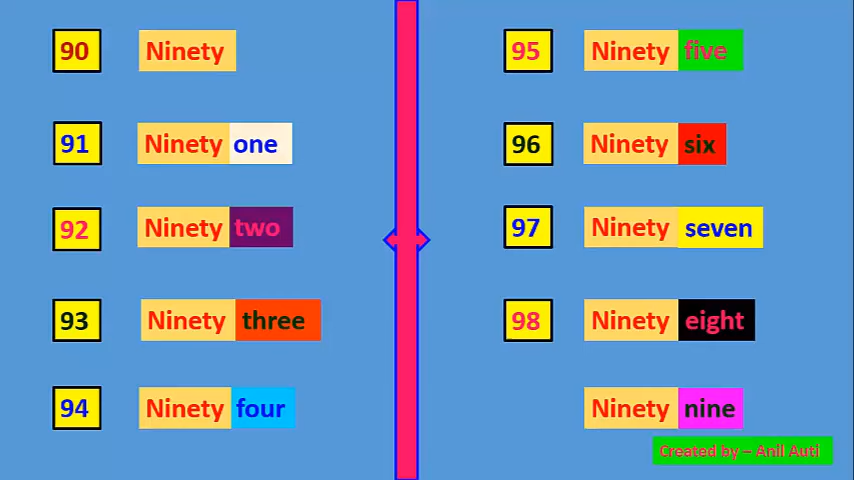 90 Ninety
91 Ninety one
92 Ninety two
93 Ninety three
94 Ninety four
95 Ninety five
96 Ninety six
97 Ninety seven
98 Ninety eight
Ninety nine
Created by – Anil Auti